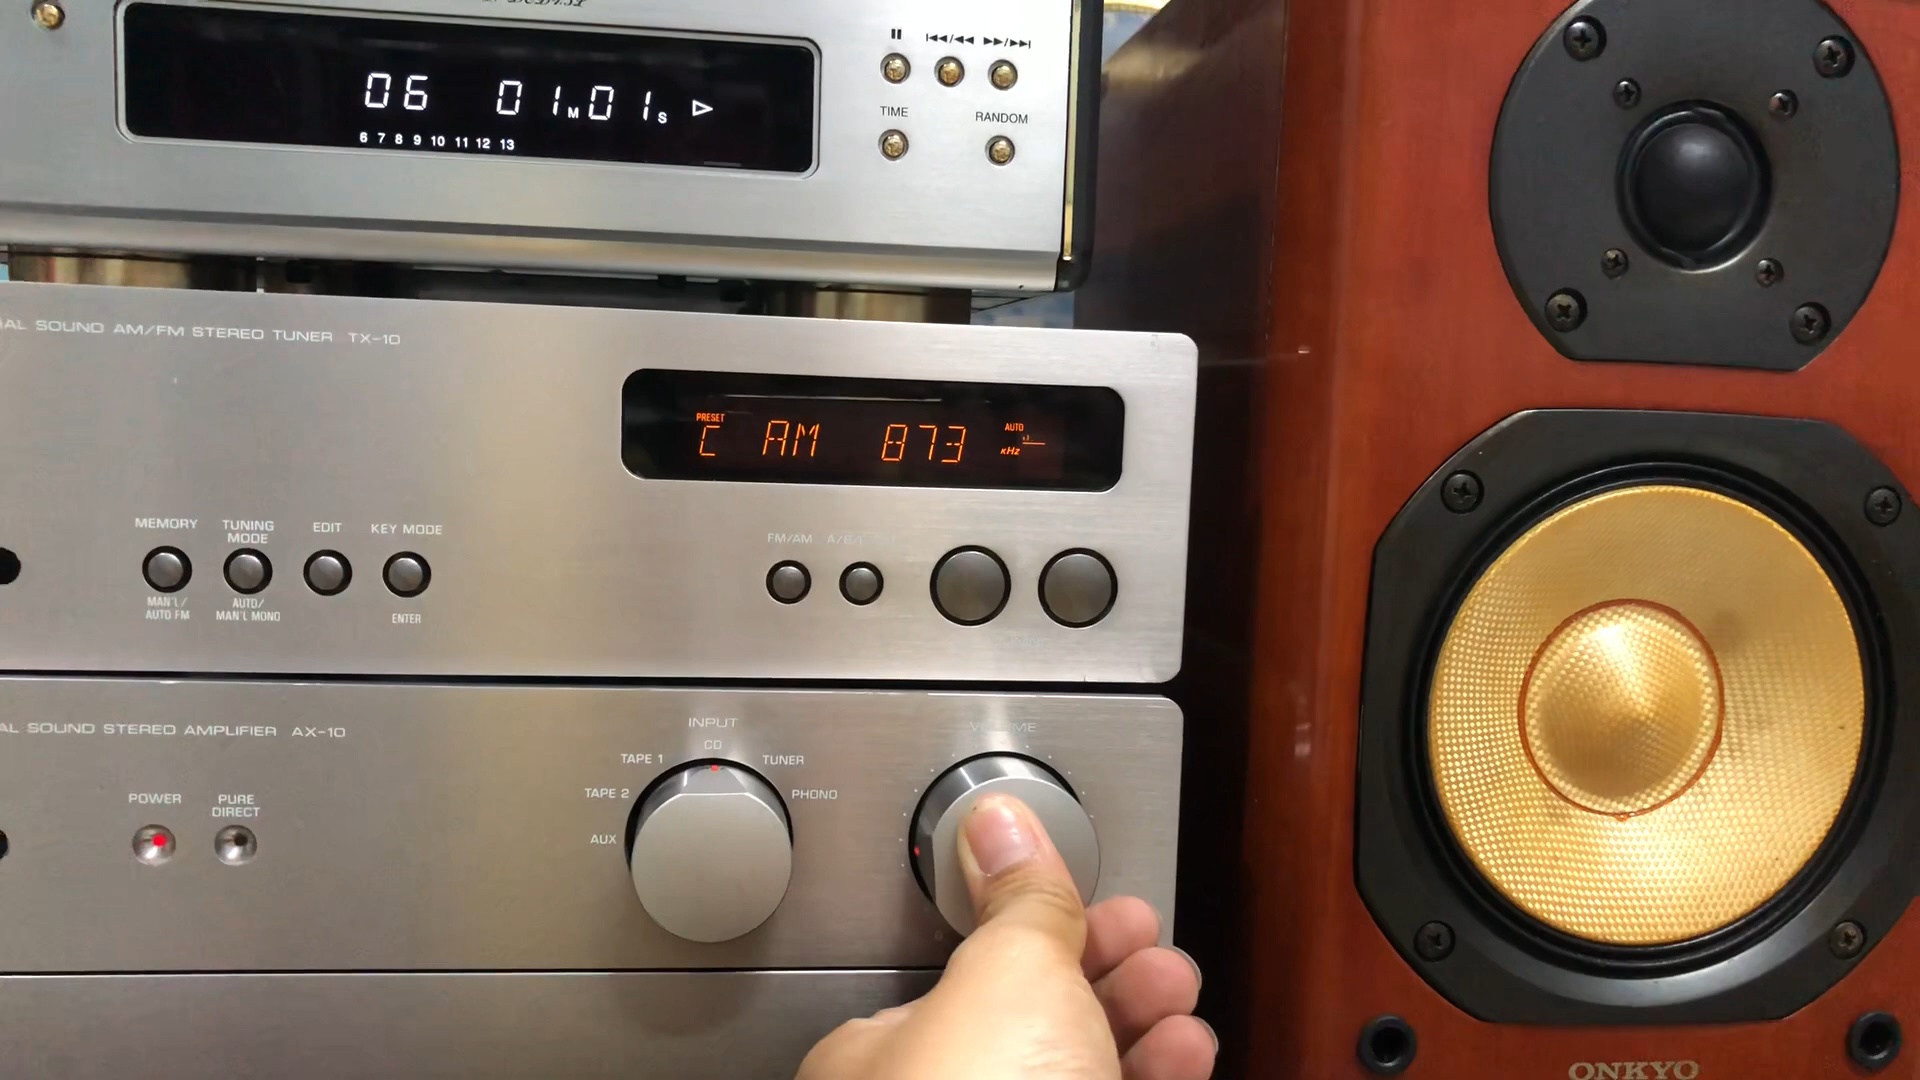 06 01M01S
6 7 8 9 10 11 12 13
TIME
RANDOM
AL SOUND AM/FM STEREO TUNER TX-10
PRESET
C AM 873
AUTO
kHz
MEMORY
TUNING MODE
EDIT
KEY MODE
MAN'L/
AUTO FM
AUTO/
MAN'L MONO
ENTER
FM/AM
AL SOUND STEREO AMPLIFIER AX-10
INPUT
CD
TAPE 1
TUNER
TAPE 2
PHONO
AUX
VOLUME
POWER
PURE
DIRECT
ONKYO